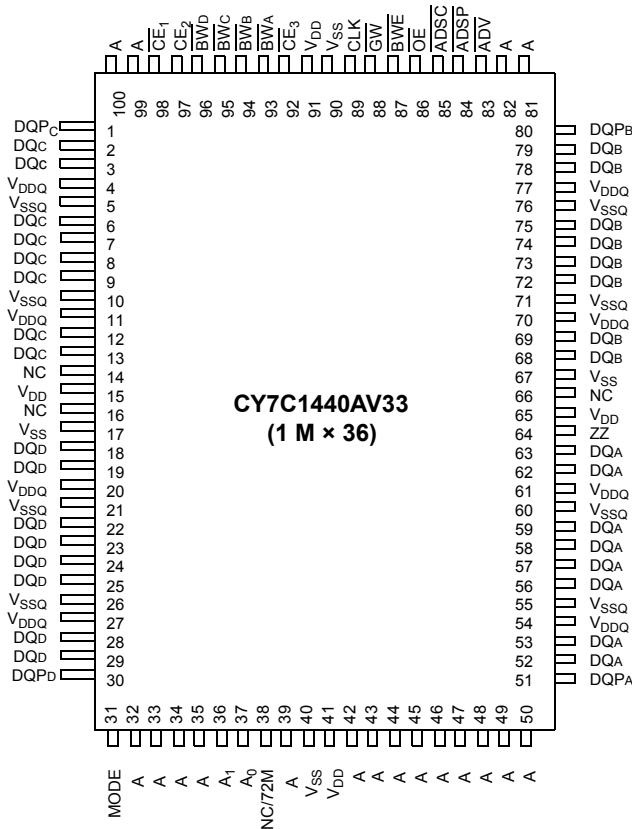 A
A
CE1
CE2
BWD
BWC
BWB
BWA
CE3
VDD
VSS
CLK
GW
BWE
OE
ADSC
ADSP
ADV
A
A
100
99
98
97
96
95
94
93
92
91
90
89
88
87
86
85
84
83
82
81
DQPC 1
DQC 2
DQC 3
VDDQ 4
VSSQ 5
DQC 6
DQC 7
DQC 8
DQC 9
VSSQ 10
VDDQ 11
DQC 12
DQC 13
NC 14
VDD 15
NC 16
VSS 17
DQD 18
DQD 19
VDDQ 20
VSSQ 21
DQD 22
DQD 23
DQD 24
DQD 25
VSSQ 26
VDDQ 27
DQD 28
DQD 29
DQPD 30
CY7C1440AV33
(1 M × 36)
80 DQPB
79 DQB
78 DQB
77 VDDQ
76 VSSQ
75 DQB
74 DQB
73 DQB
72 DQB
71 VSSQ
70 VDDQ
69 DQB
68 DQB
67 VSS
66 NC
65 VDD
64 ZZ
63 DQA
62 DQA
61 VDDQ
60 VSSQ
59 DQA
58 DQA
57 DQA
56 DQA
55 VSSQ
54 VDDQ
53 DQA
52 DQA
51 DQPA
31
32
33
34
35
36
37
38
39
40
41
42
43
44
45
46
47
48
49
50
MODE
A
A
A
A
A1
A0
NC/72M
A
VSS
VDD
A
A
A
A
A
A
A
A
A